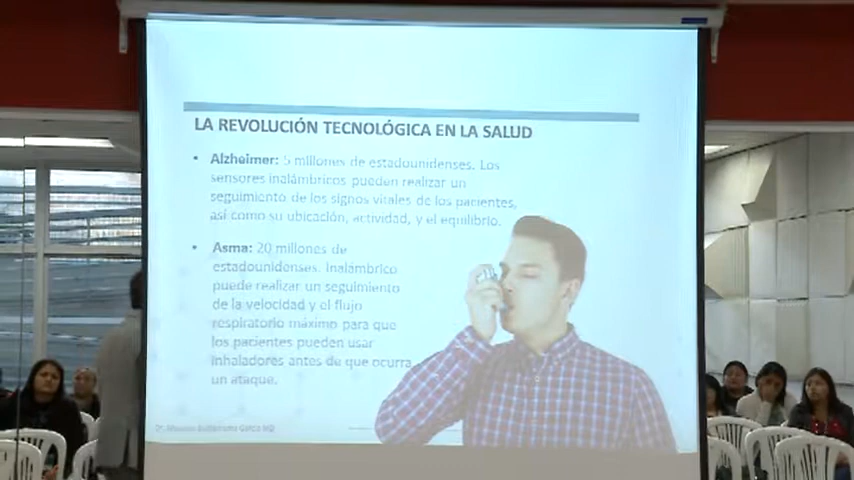 LA REVOLUCIÓN TECNOLÓGICA EN LA SALUD
• Alzheimer: 5 millones de estadounidenses. Los
sensores inalámbricos pueden realizar un
seguimiento de los signos vitales de los pacientes,
así como su ubicación, actividad, y el equilibrio.
• Asma: 20 millones de
estadounidenses. Inalámbrico
puede realizar un seguimiento
de la velocidad y el flujo
respiratorio máximo para que
los pacientes pueden usar
inhaladores antes de que ocurra
un ataque.